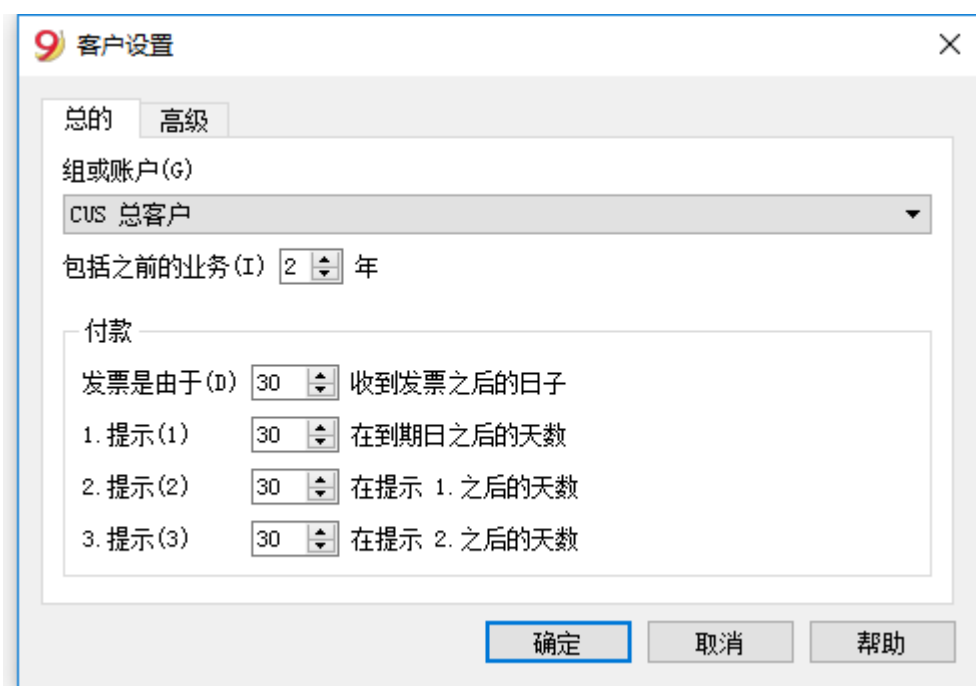 9 客户设置
总的 高级
组或账户(G)
CUS 总客户
包括之前的业务(I) 2 年
付款
发票是由于(D) 30 收到发票之后的日子
1.提示(1) 30 在到期日之后的天数
2.提示(2) 30 在提示 1.之后的天数
3.提示(3) 30 在提示 2.之后的天数
确定 取消 帮助